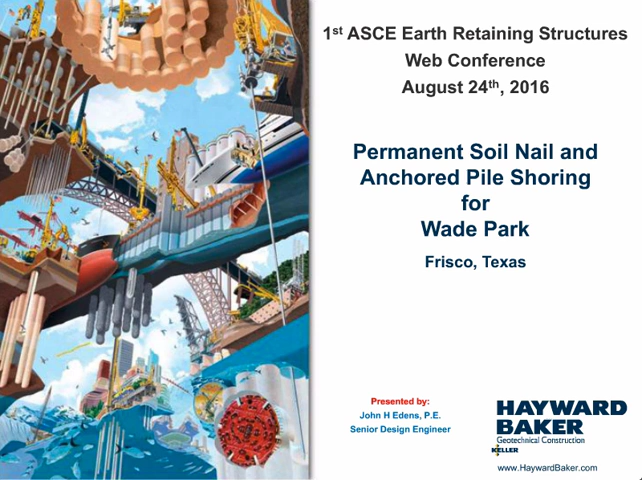 1st ASCE Earth Retaining Structures
Web Conference
August 24th, 2016
Permanent Soil Nail and
Anchored Pile Shoring
for
Wade Park
Frisco, Texas
Presented by:
John H Edens, P.E.
Senior Design Engineer
HAYWARD
BAKER
Geotechnical Construction
KELLER
www.HaywardBaker.com